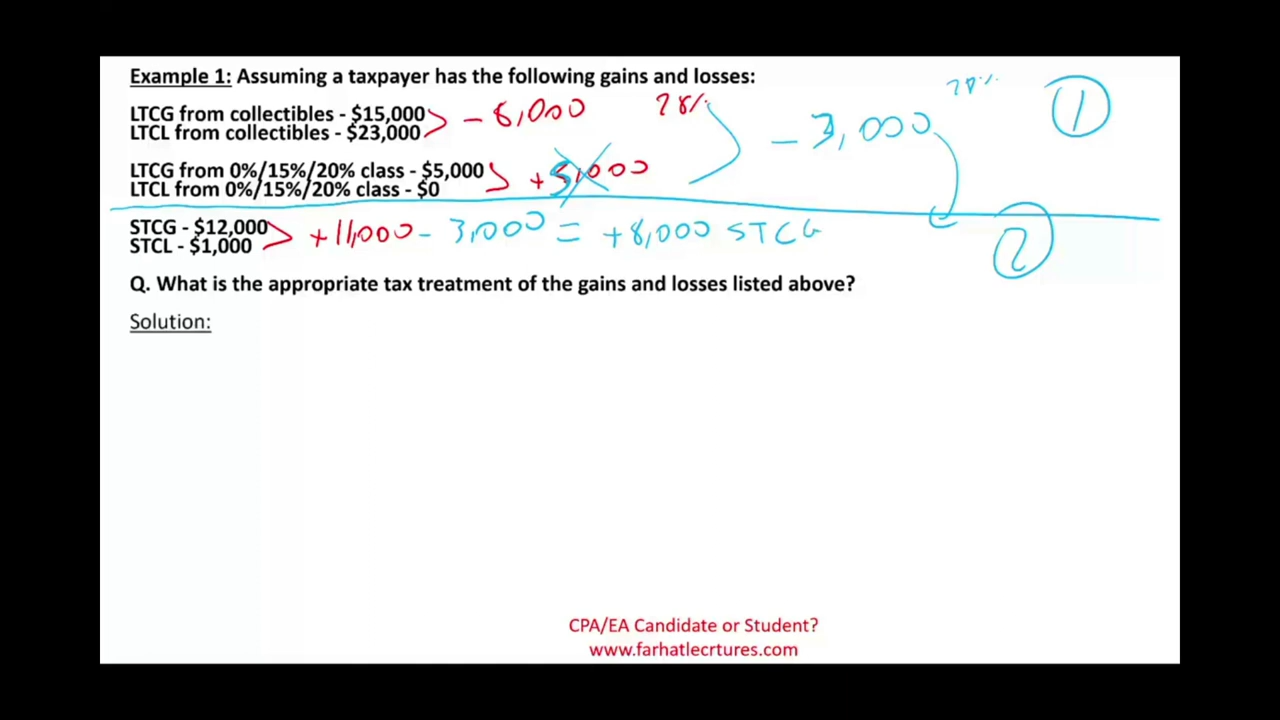 Example 1: Assuming a taxpayer has the following gains and losses:
28%
1
LTCG from collectibles - $15,000
LTCL from collectibles - $23,000
- 8,000
28%
- 3,000
LTCG from 0%/15%/20% class - $5,000
LTCL from 0%/15%/20% class - $0
+ 5,000
STCG - $12,000
STCL - $1,000
+11,000 - 3,000 = +8,000 STCG
2
Q. What is the appropriate tax treatment of the gains and losses listed above?
Solution:
CPA/EA Candidate or Student?
www.farhatlecrtures.com